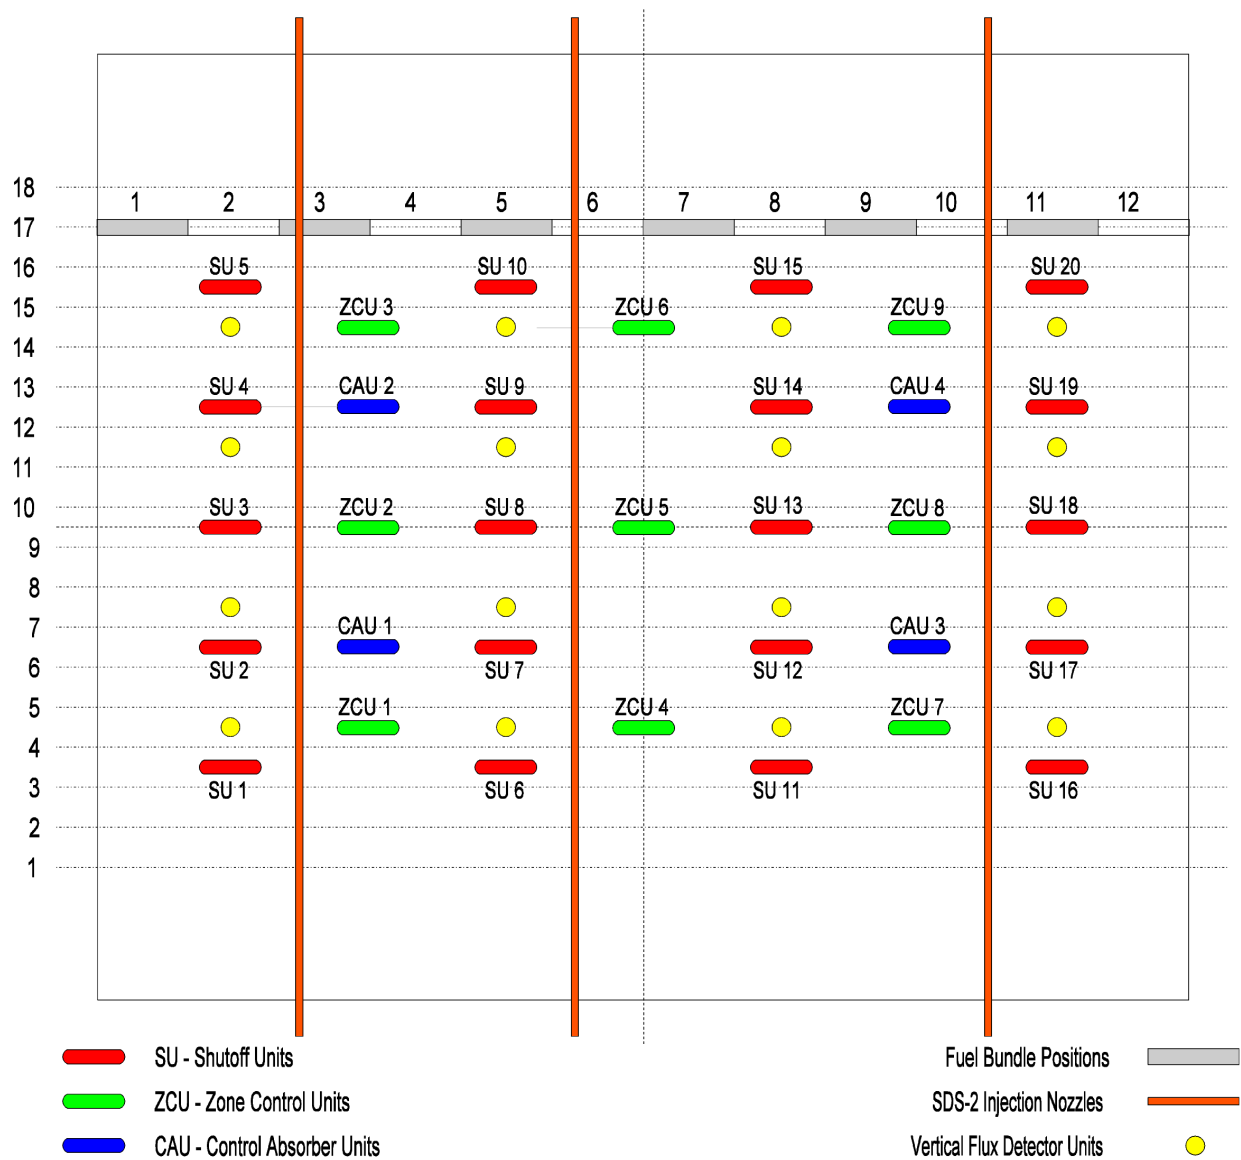 18
1 2 3 4 5 6 7 8 9 10 11 12
17
16 SU 5 SU 10 SU 15 SU 20
15 ZCU 3 ZCU 6 ZCU 9
14
13 SU 4 CAU 2 SU 9 SU 14 CAU 4 SU 19
12
11
10 SU 3 ZCU 2 SU 8 ZCU 5 SU 13 ZCU 8 SU 18
9
8
7 CAU 1 CAU 3
6 SU 2 SU 7 SU 12 SU 17
5 ZCU 1 ZCU 4 ZCU 7
4
3 SU 1 SU 6 SU 11 SU 16
2
1
SU - Shutoff Units
ZCU - Zone Control Units
CAU - Control Absorber Units
Fuel Bundle Positions
SDS-2 Injection Nozzles
Vertical Flux Detector Units